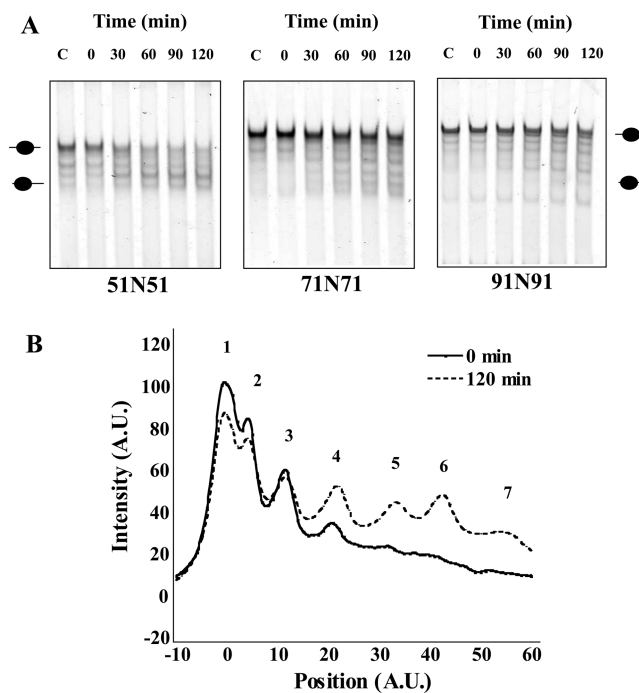 A
Time (min) Time (min) Time (min)
C 0 30 60 90 120 C 0 30 60 90 120 C 0 30 60 90 120
51N51 71N71 91N91
B
0 min
120 min
1
2
3
4
5
6
7
Intensity (A.U.)
120
100
80
60
40
20
0
-20
-10 0 10 20 30 40 50 60
Position (A.U.)